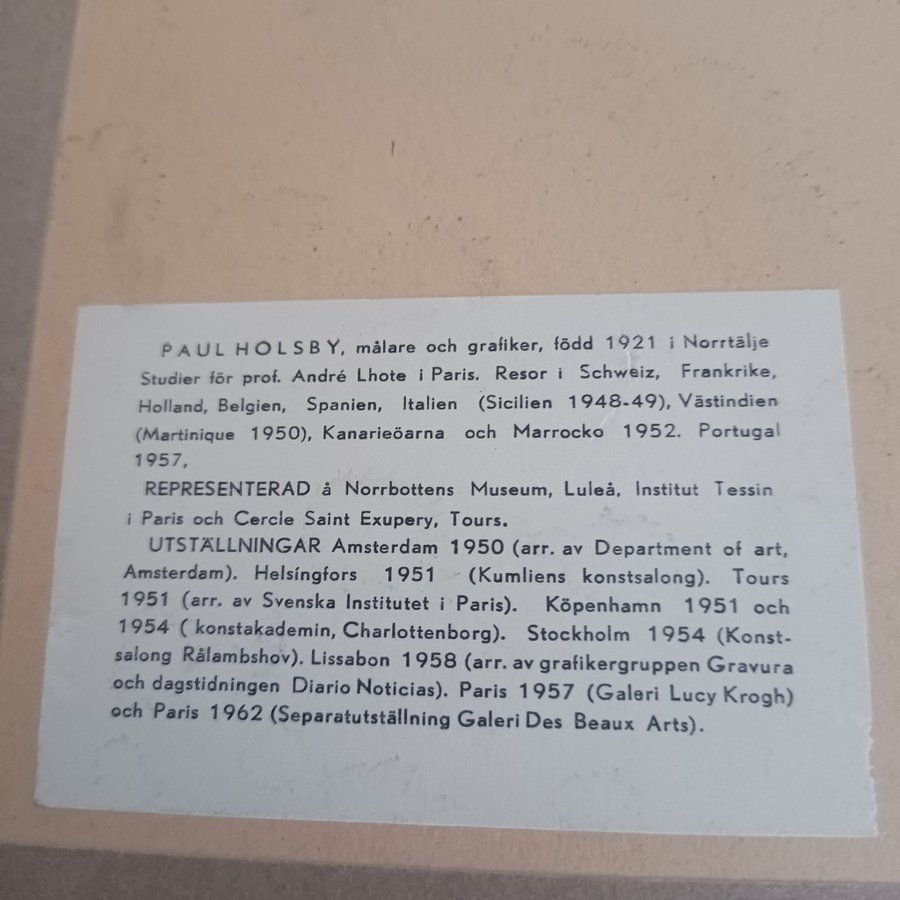 PAUL HOLSBY, målare och grafiker, född 1921 i Norrtälje
Studier för prof. André Lhote i Paris. Resor i Schweiz, Frankrike,
Holland, Belgien, Spanien, Italien (Sicilien 1948-49), Västindien
(Martinique 1950), Kanarieöarna och Marrocko 1952. Portugal
1957,
REPRESENTERAD å Norrbottens Museum, Luleå, Institut Tessin
i Paris och Cercle Saint Exupery, Tours.
UTSTÄLLNINGAR Amsterdam 1950 (arr. av Department of art,
Amsterdam). Helsingfors 1951 (Kumliens konstsalong). Tours
1951 (arr. av Svenska Institutet i Paris). Köpenhamn 1951 och
1954 ( konstakademin, Charlottenborg). Stockholm 1954 (Konst-
salong Rålambshov). Lissabon 1958 (arr. av grafikergruppen Gravura
och dagstidningen Diario Noticias). Paris 1957 (Galeri Lucy Krogh)
och Paris 1962 (Separatutställning Galeri Des Beaux Arts).